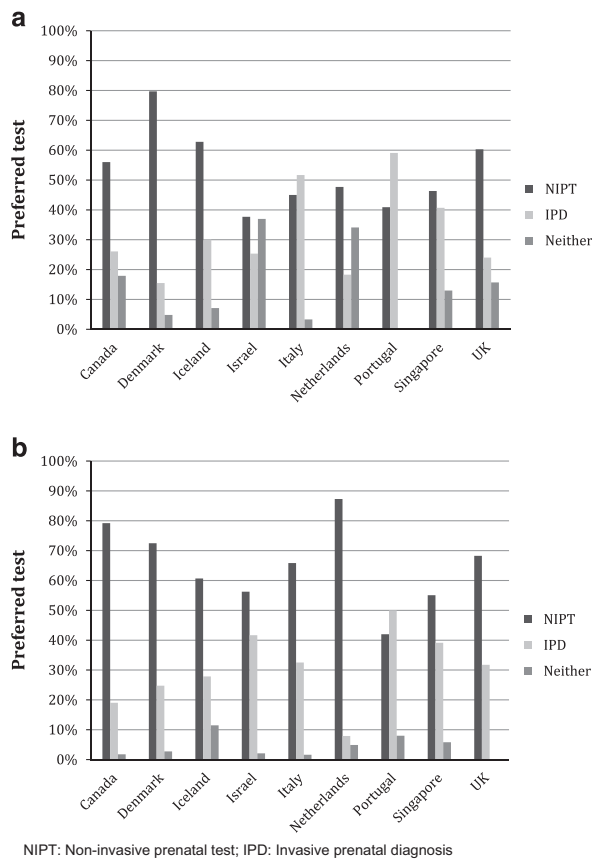 a
100%
90%
80%
70%
60%
50%
40%
30%
20%
10%
0%
Preferred test
Canada
Denmark
Iceland
Israel
Italy
Netherlands
Portugal
Singapore
UK
NIPT
IPD
Neither
b
100%
90%
80%
70%
60%
50%
40%
30%
20%
10%
0%
Preferred test
Canada
Denmark
Iceland
Israel
Italy
Netherlands
Portugal
Singapore
UK
NIPT
IPD
Neither
NIPT: Non-invasive prenatal test; IPD: Invasive prenatal diagnosis